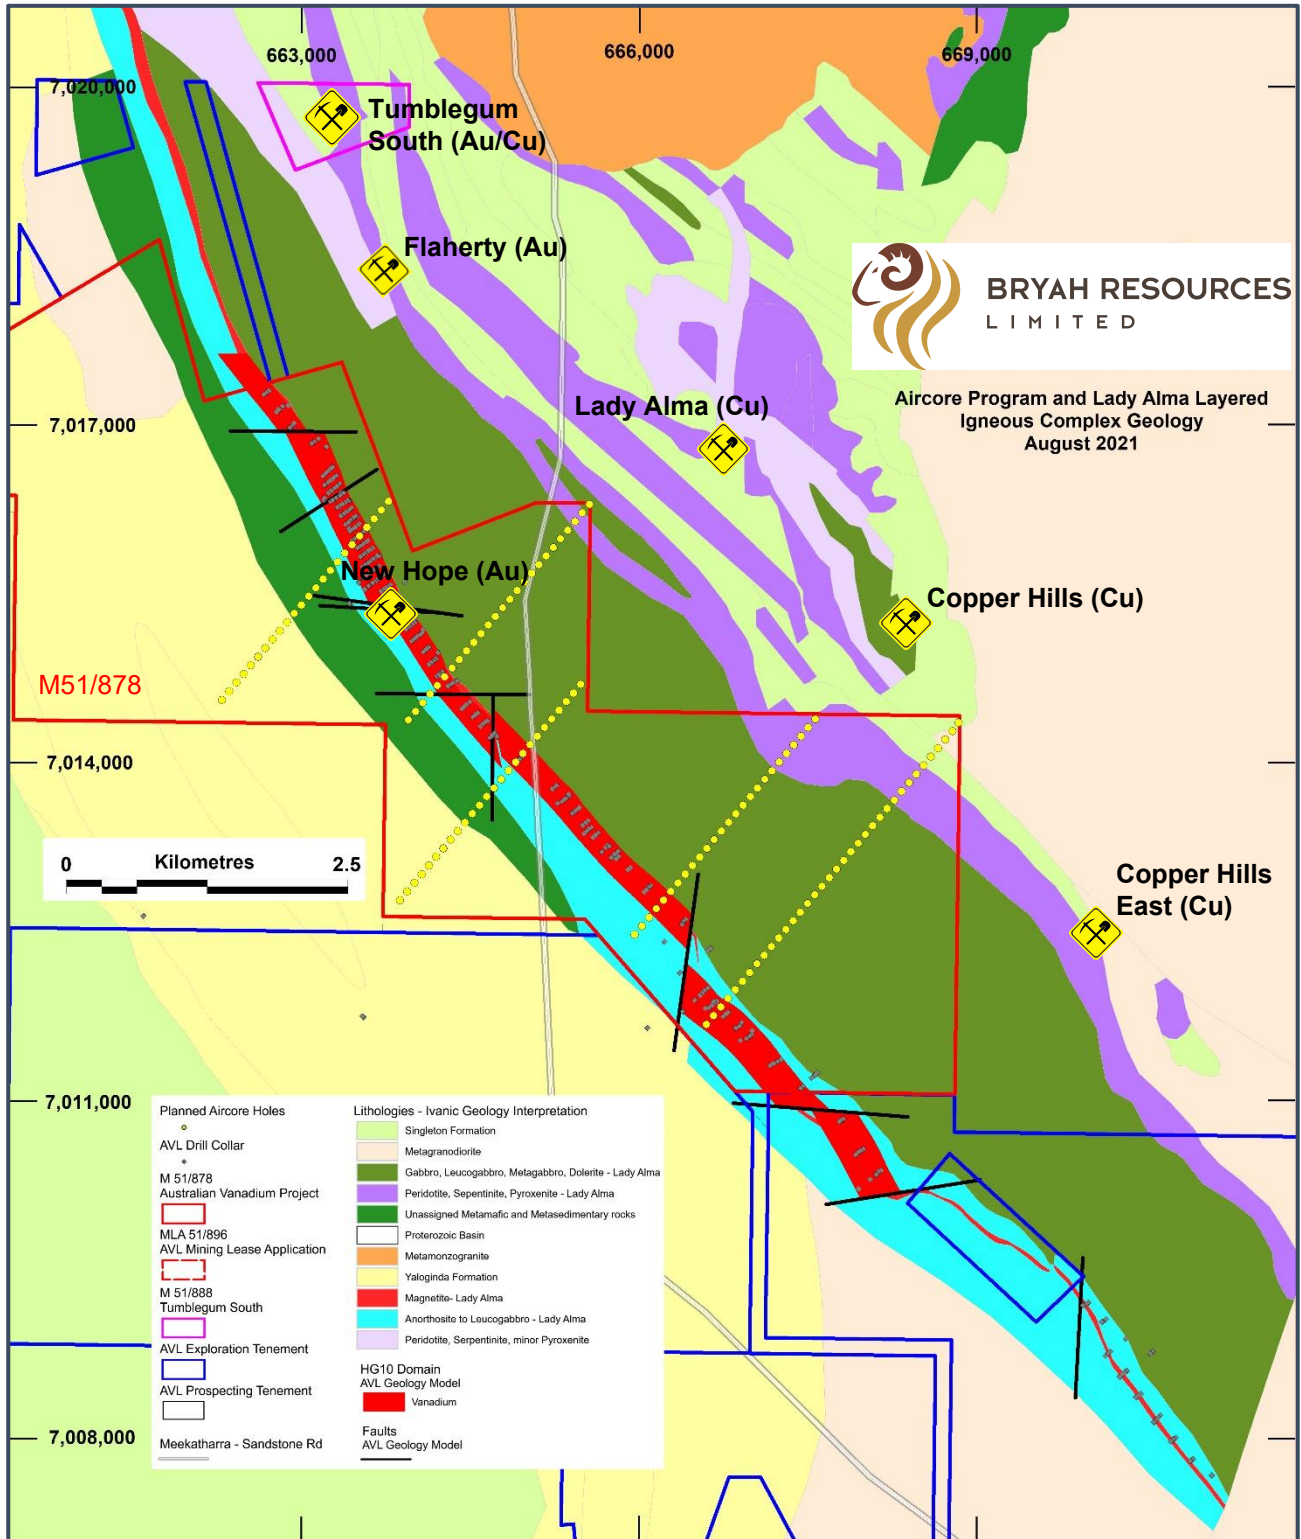 663,000
666,000
669,000
7,020,000
Tumblegum
South (Au/Cu)
Flaherty (Au)
BRYAH RESOURCES
LIMITED
Aircore Program and Lady Alma Layered
Igneous Complex Geology
August 2021
Lady Alma (Cu)
7,017,000
New Hope (Au)
Copper Hills (Cu)
M51/878
7,014,000
0 Kilometres 2.5
Copper Hills
East (Cu)
7,011,000
Planned Aircore Holes
AVL Drill Collar
M 51/878
Australian Vanadium Project
MLA 51/896
AVL Mining Lease Application
M 51/888
Tumblegum South
AVL Exploration Tenement
AVL Prospecting Tenement
Meekatharra - Sandstone Rd
Lithologies - Ivanic Geology Interpretation
Singleton Formation
Metagranodiorite
Gabbro, Leucogabbro, Metagabbro, Dolerite - Lady Alma
Peridotite, Sepentinite, Pyroxenite - Lady Alma
Unassigned Metamafic and Metasedimentary rocks
Proterozoic Basin
Metamonzogranite
Yaloginda Formation
Magnetite- Lady Alma
Anorthosite to Leucogabbro - Lady Alma
Peridotite, Serpentinite, minor Pyroxenite
HG10 Domain
AVL Geology Model
Vanadium
Faults
AVL Geology Model
7,008,000